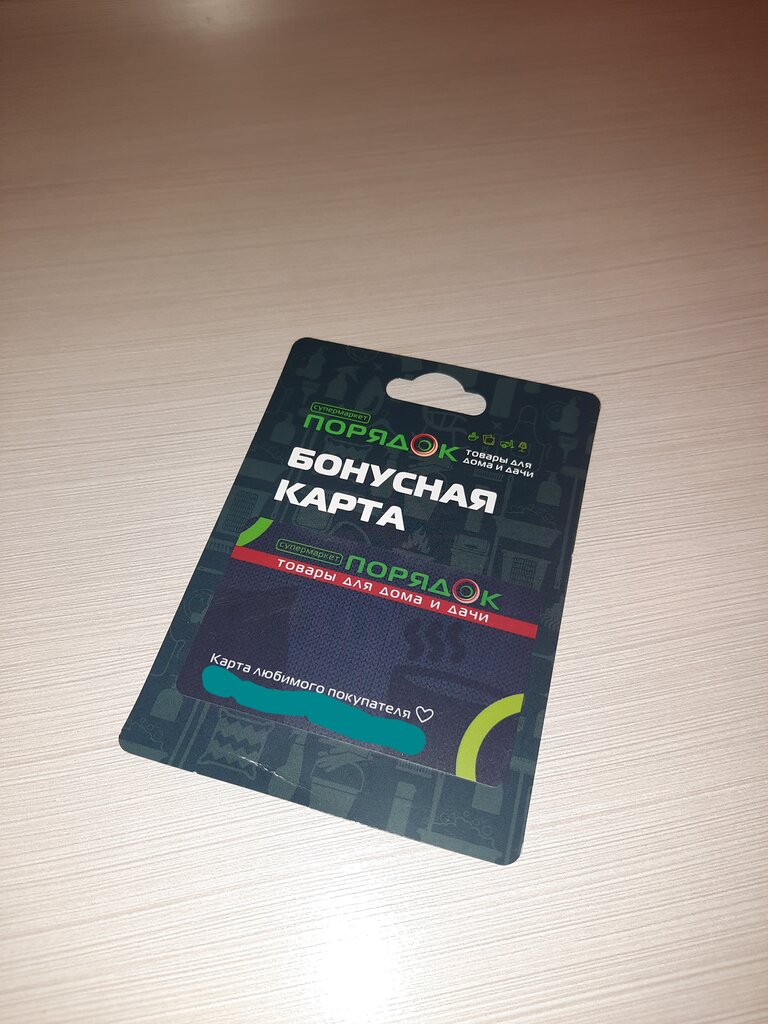 супермаркет
ПОРЯДОК
товары для
дома и дачи
БОНУСНАЯ
КАРТА
супермаркет
ПОРЯДОК
товары для дома и дачи
Карта любимого покупателя